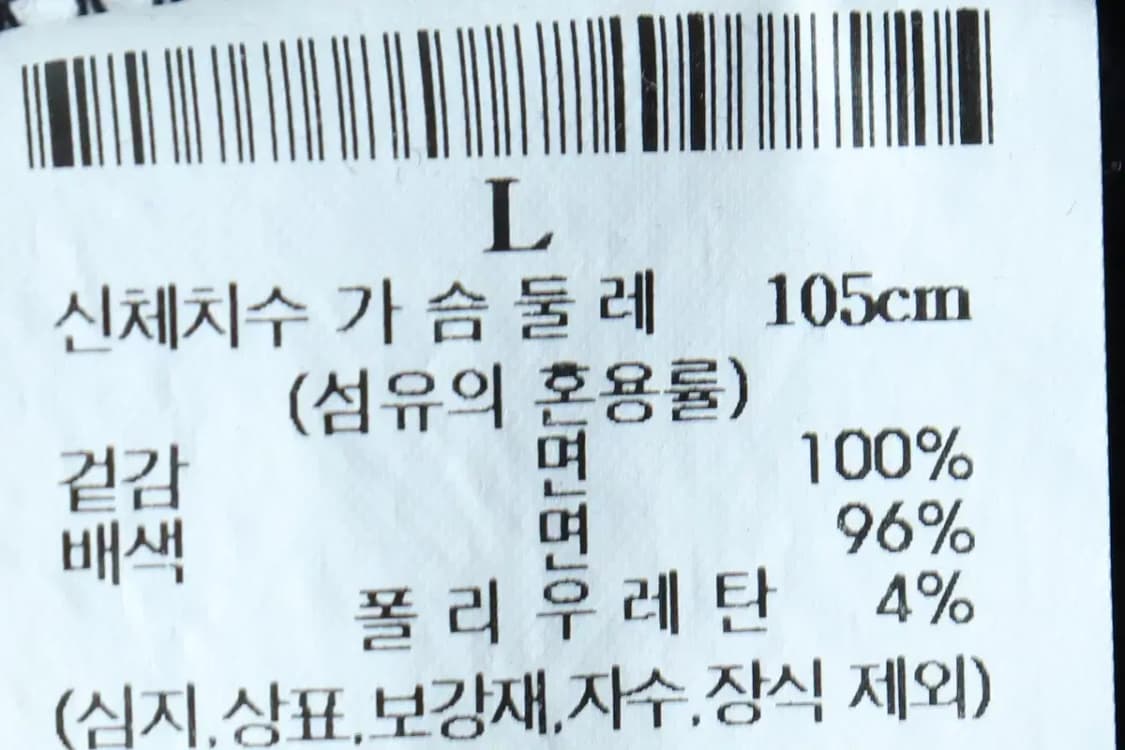 L
신체치수 가 슴 둘 레 105cm
(섬유의 혼용률)
겉감 면 100%
배색 면 96%
폴 리 우 레 탄 4%
(심지,상표,보강재,자수,장식 제외)